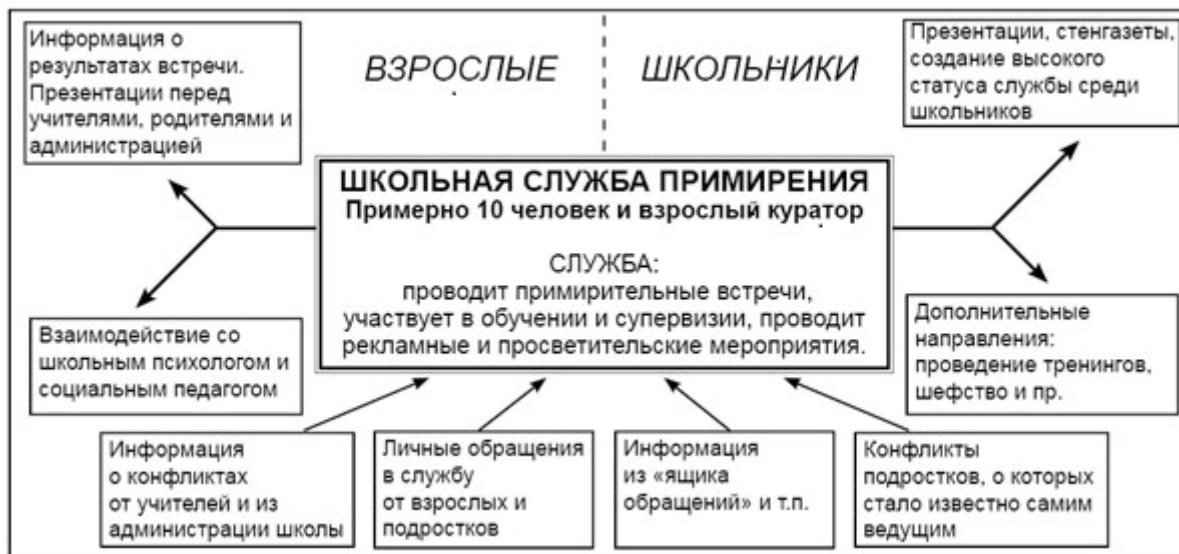 Информация о
результатах встречи.
Презентации перед
учителями, родителями и
администрацией
ВЗРОСЛЫЕ
ШКОЛЬНИКИ
Презентации, стенгазеты,
создание высокого
статуса службы среди
школьников
ШКОЛЬНАЯ СЛУЖБА ПРИМИРЕНИЯ
Примерно 10 человек и взрослый куратор
СЛУЖБА:
проводит примирительные встречи,
участвует в обучении и супервизии, проводит
рекламные и просветительские мероприятия.
Взаимодействие со
школьным психологом и
социальным педагогом
Дополнительные
направления:
проведение тренингов,
шефство и пр.
Информация
о конфликтах
от учителей и из
администрации школы
Личные обращения
в службу
от взрослых и
подростков
Информация
из «ящика
обращений» и т.п.
Конфликты
подростков, о которых
стало известно самим
ведущим